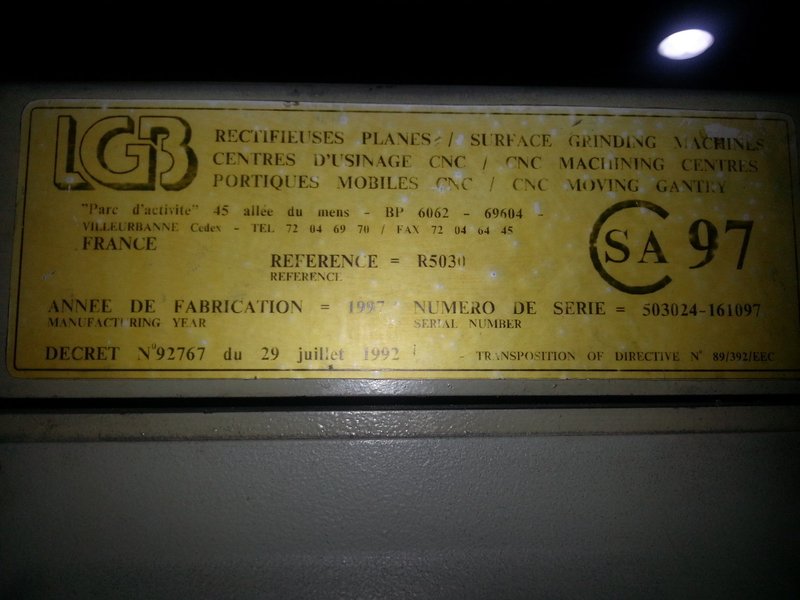 LGB
RECTIFIEUSES PLANES / SURFACE GRINDING MACHINES
CENTRES D'USINAGE CNC / CNC MACHINING CENTRES
PORTIQUES MOBILES CNC / CNC MOVING GANTRY
"Parc d'activite" 45 allée du mens - BP 6062 - 69604 -
VILLEURBANNE Cedex - TEL 72 04 69 70 / FAX 72 04 64 45
FRANCE
CSA 97
REFERENCE = R5030
REFERENCE
ANNEE DE FABRICATION = 1997 NUMERO DE SERIE = 503024-161097
MANUFACTURING YEAR SERIAL NUMBER
DECRET N°92767 du 29 juillet 1992 - TRANSPOSITION OF DIRECTIVE N° 89/392/EEC